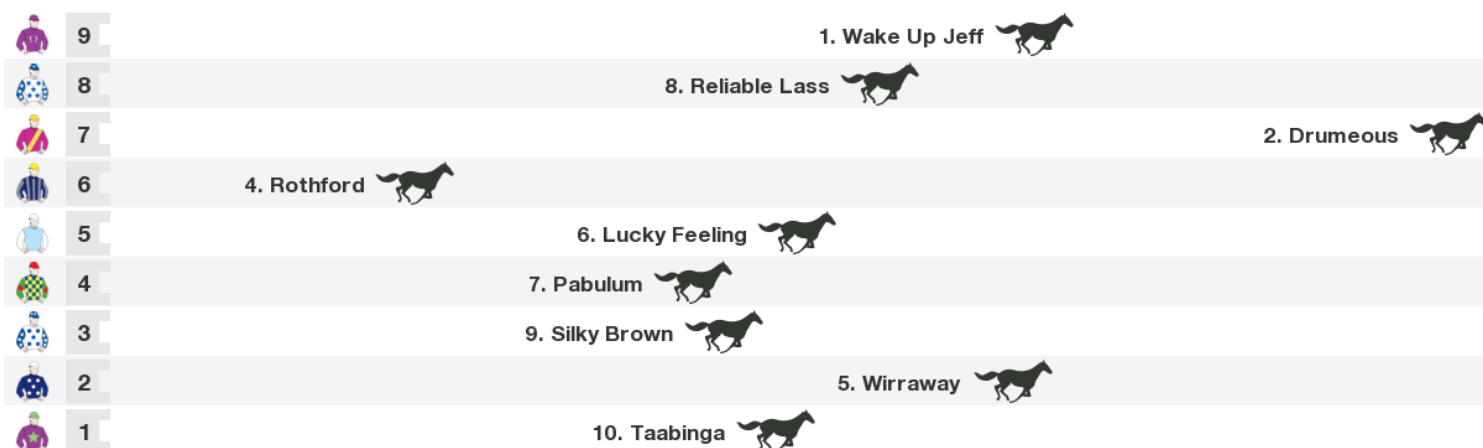 9 1. Wake Up Jeff
8 8. Reliable Lass
7 2. Drumeous
6 4. Rothford
5 6. Lucky Feeling
4 7. Pabulum
3 9. Silky Brown
2 5. Wirraway
1 10. Taabinga